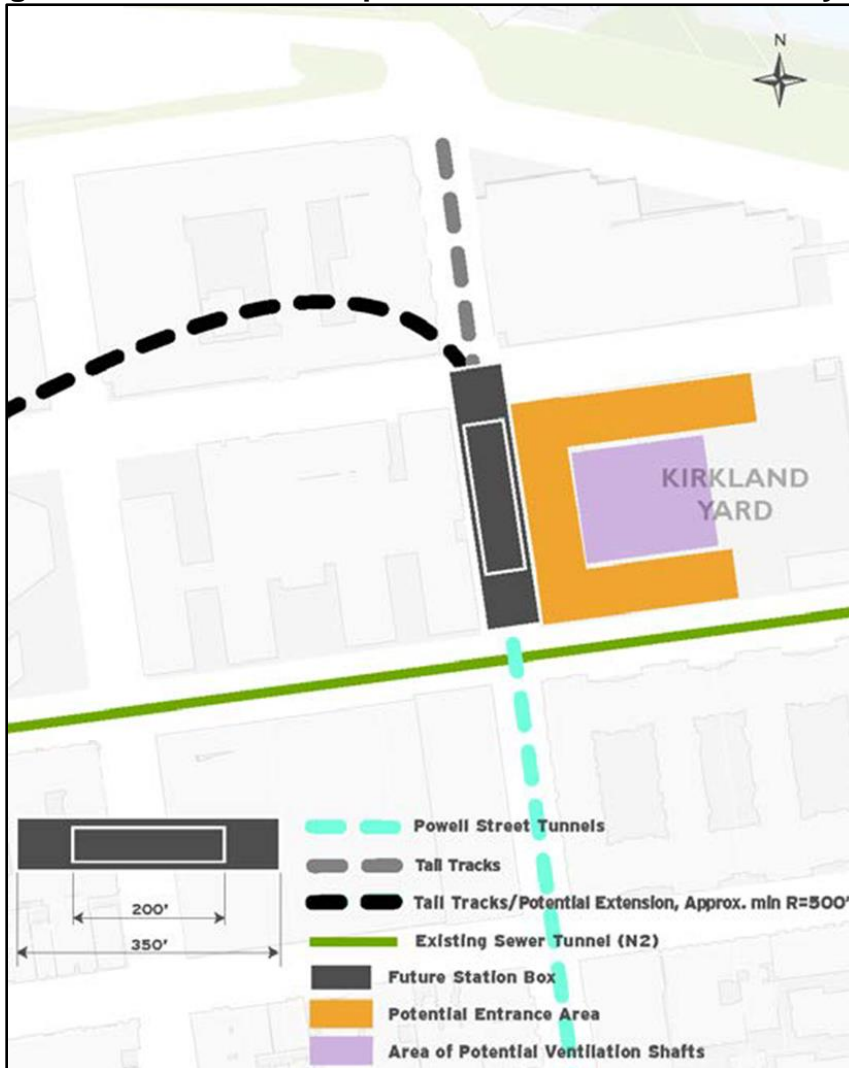 N
KIRKLAND
YARD
200'
350'
Powell Street Tunnels
Tail Tracks
Tail Tracks/Potential Extension, Approx. min R=500'
Existing Sewer Tunnel (N2)
Future Station Box
Potential Entrance Area
Area of Potential Ventilation Shafts